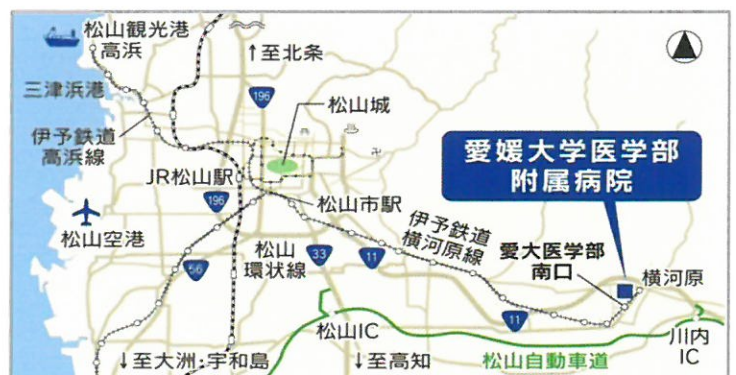 松山観光港
高浜
↑至北条
三津浜港
196
松山城
伊予鉄道
高浜線
愛媛大学医学部
附属病院
JR松山駅
196
松山市駅
松山空港
伊予鉄道
横河原線
愛大医学部
南口
松山
環状線
33
11
横河原
56
11
松山IC
川内
IC
↓至大洲・宇和島
↓至高知
松山自動車道